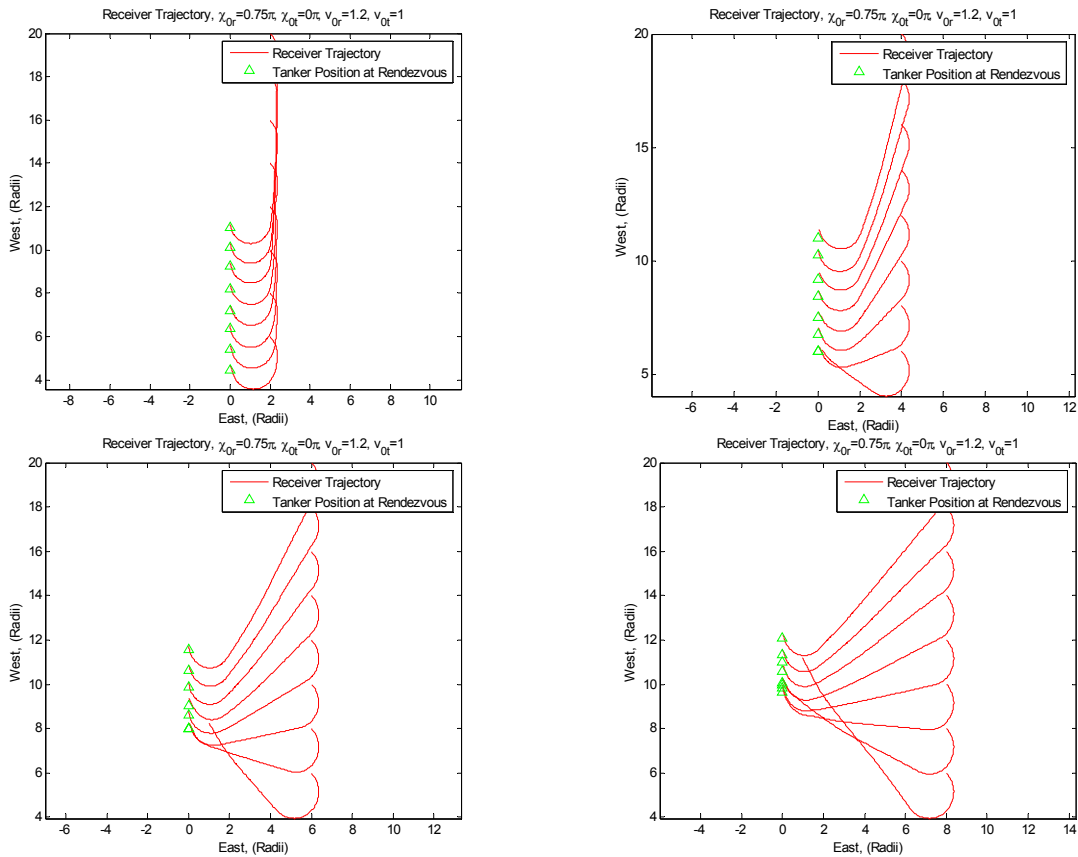 Receiver Trajectory, χ0r=0.75π, χ0t=0π, v0r=1.2, v0t=1
20
18
16
14
12
10
8
6
4
-8 -6 -4 -2 0 2 4 6 8 10
West, (Radii)
East, (Radii)
Receiver Trajectory
Tanker Position at Rendezvous
Receiver Trajectory, χ0r=0.75π, χ0t=0π, v0r=1.2, v0t=1
20
15
10
5
-6 -4 -2 0 2 4 6 8 10 12
West, (Radii)
East, (Radii)
Receiver Trajectory
Tanker Position at Rendezvous
Receiver Trajectory, χ0r=0.75π, χ0t=0π, v0r=1.2, v0t=1
20
18
16
14
12
10
8
6
4
-6 -4 -2 0 2 4 6 8 10 12
West, (Radii)
East, (Radii)
Receiver Trajectory
Tanker Position at Rendezvous
Receiver Trajectory, χ0r=0.75π, χ0t=0π, v0r=1.2, v0t=1
20
18
16
14
12
10
8
6
4
-4 -2 0 2 4 6 8 10 12 14
West, (Radii)
East, (Radii)
Receiver Trajectory
Tanker Position at Rendezvous